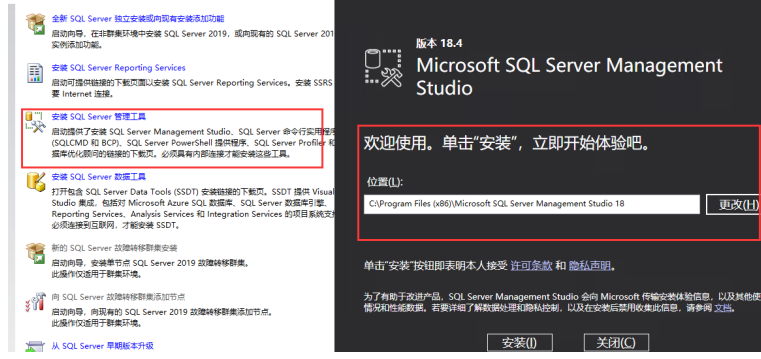 全新 SQL Server 独立安装或向现有安装添加功能
启动向导，在非群集环境中安装 SQL Server 2019，或向现有的 SQL Server 201
实例添加功能。
安装 SQL Server Reporting Services
启动可提供链接的下载页面以安装 SQL Server Reporting Services。安装 SSRS
要 Internet 连接。
安装 SQL Server 管理工具
启动提供了安装 SQL Server Management Studio、SQL Server 命令行实用程序
(SQLCMD 和 BCP)、SQL Server PowerShell 提供程序、SQL Server Profiler 和
据库优化顾问的链接的下载页。必须具有内部连接才能安装这些工具。
安装 SQL Server 数据工具
打开包含 SQL Server Data Tools (SSDT) 安装链接的下载页。SSDT 提供 Visual
Studio 集成，包括对 Microsoft Azure SQL 数据库、SQL Server 数据库引擎、
Reporting Services、Analysis Services 和 Integration Services 的项目系统支
必须连接到互联网，才能安装 SSDT。
新的 SQL Server 故障转移群集安装
启动向导，安装单节点 SQL Server 2019 故障转移群集。
此操作仅适用于群集环境。
向 SQL Server 故障转移群集添加节点
启动向导，向现有的 SQL Server 2019 故障转移群集添加节点。
此操作仅适用于群集环境。
从 SQL Server 早期版本升级
版本 18.4
Microsoft SQL Server Management
Studio
欢迎使用。单击“安装”，立即开始体验吧。
位置(L):
C:\Program Files (x86)\Microsoft SQL Server Management Studio 18
更改(H)
单击“安装”按钮即表明本人接受 许可条款 和 隐私声明。
为了有助于改进产品，SQL Server Management Studio 会向 Microsoft 传输安装体验信息，以及其他使
情况和性能数据。若要详细了解数据处理和隐私控制，以及在安装后禁用收集此信息，请参阅 文档。
安装(I)
关闭(C)